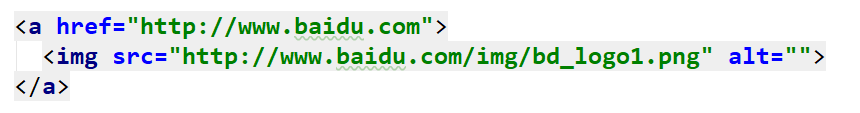 <a href="http://www.baidu.com">
<img src="http://www.baidu.com/img/bd_logo1.png" alt="">
</a>